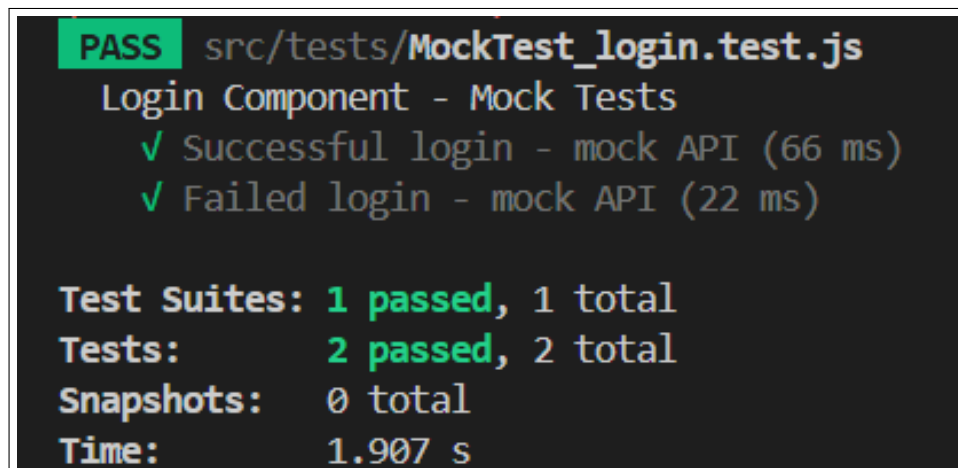 PASS src/tests/MockTest_login.test.js
Login Component - Mock Tests
√ Successful login - mock API (66 ms)
√ Failed login - mock API (22 ms)
Test Suites: 1 passed, 1 total
Tests: 2 passed, 2 total
Snapshots: 0 total
Time: 1.907 s